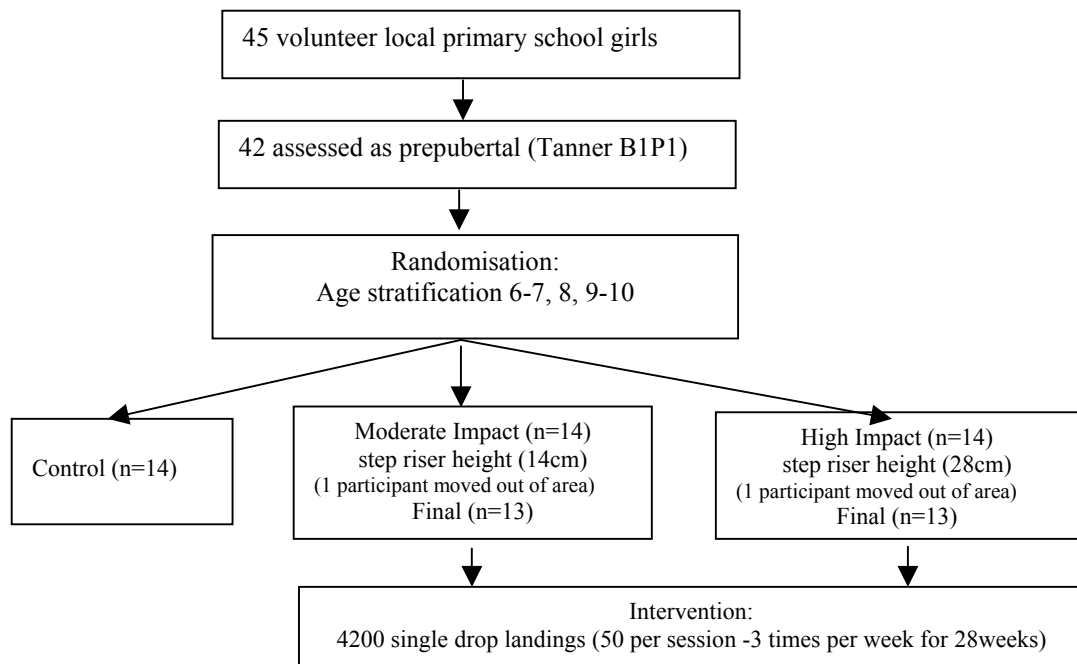 45 volunteer local primary school girls
42 assessed as prepubertal (Tanner B1P1)
Randomisation:
Age stratification 6-7, 8, 9-10
Control (n=14)
Moderate Impact (n=14)
step riser height (14cm)
(1 participant moved out of area)
Final (n=13)
High Impact (n=14)
step riser height (28cm)
(1 participant moved out of area)
Final (n=13)
Intervention:
4200 single drop landings (50 per session -3 times per week for 28weeks)